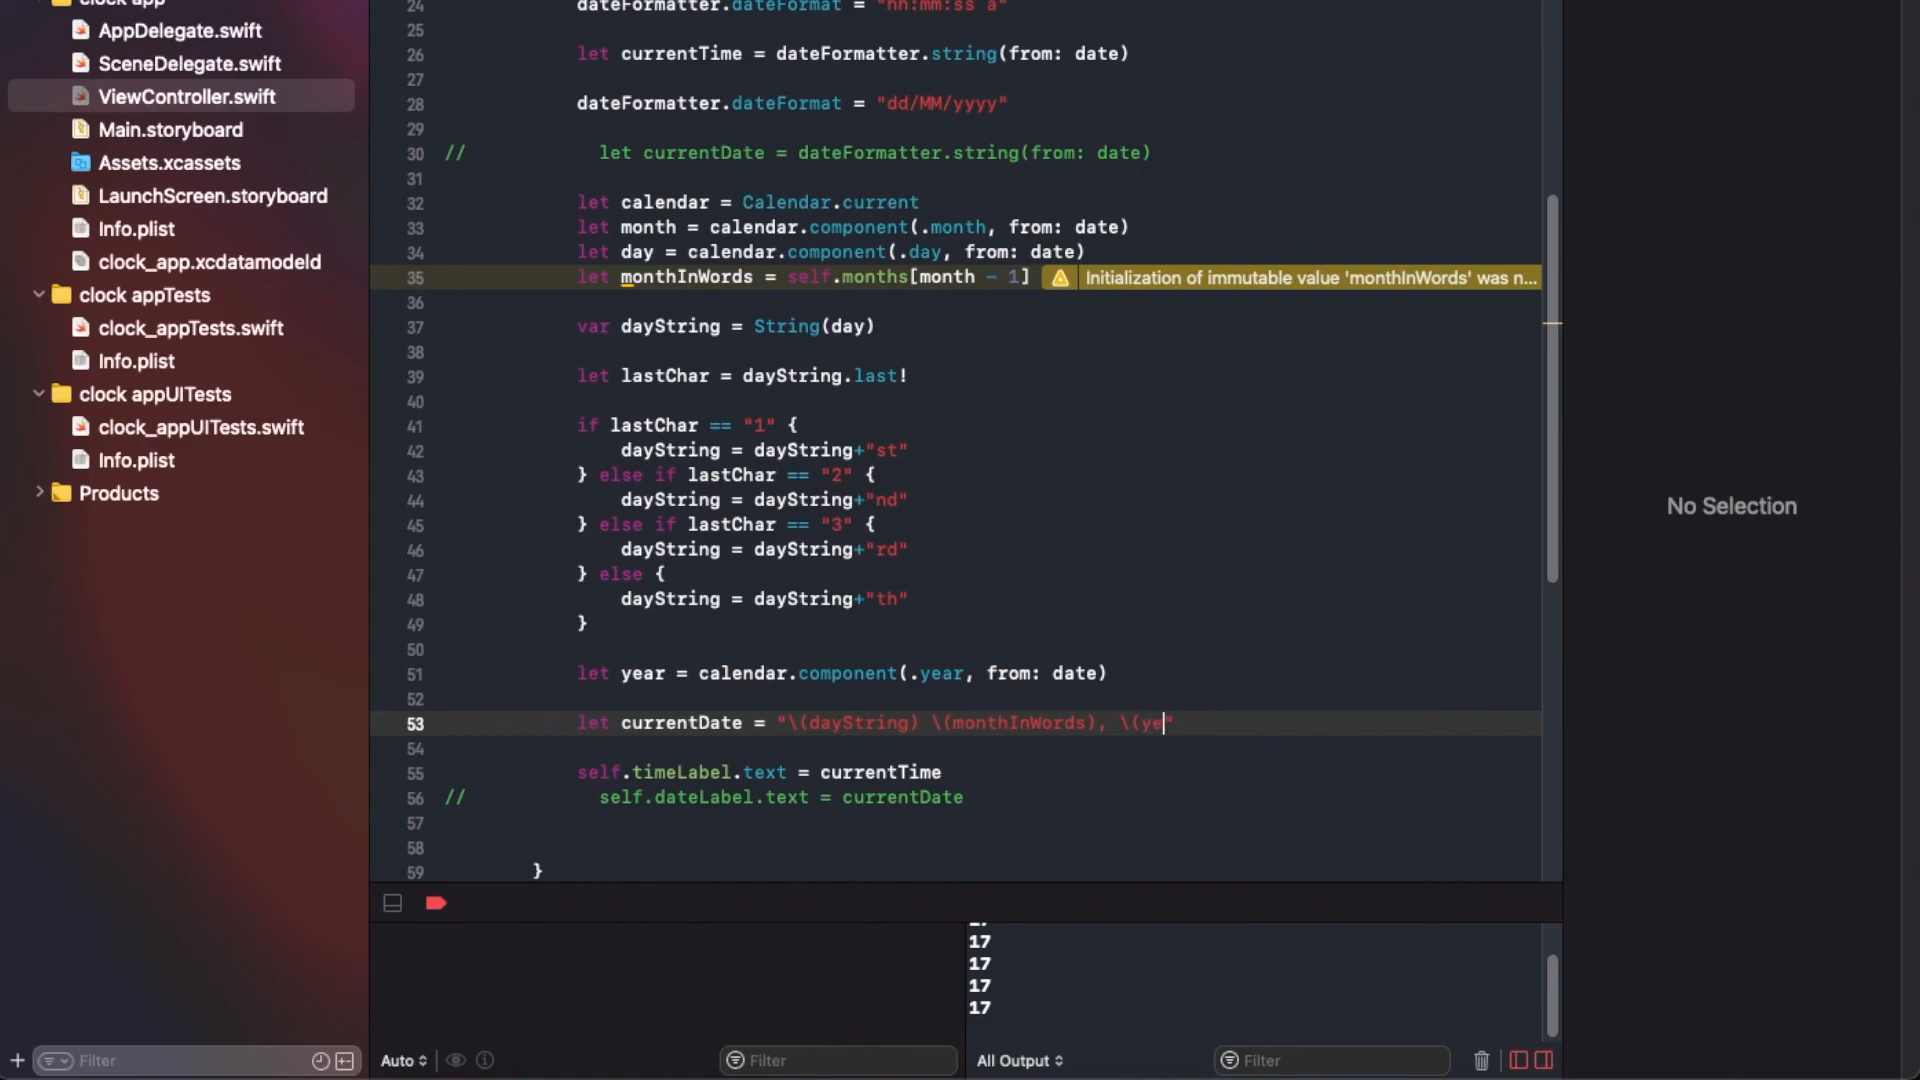 clock app
AppDelegate.swift
SceneDelegate.swift
ViewController.swift
Main.storyboard
Assets.xcassets
LaunchScreen.storyboard
Info.plist
clock_app.xcdatamodeld
clock appTests
clock_appTests.swift
Info.plist
clock appUITests
clock_appUITests.swift
Info.plist
Products
Filter
24 dateFormatter.dateFormat = "hh:mm:ss a"
25
26 let currentTime = dateFormatter.string(from: date)
27
28 dateFormatter.dateFormat = "dd/MM/yyyy"
29
30 // let currentDate = dateFormatter.string(from: date)
31
32 let calendar = Calendar.current
33 let month = calendar.component(.month, from: date)
34 let day = calendar.component(.day, from: date)
35 let monthInWords = self.months[month - 1] Initialization of immutable value 'monthInWords' was n...
36
37 var dayString = String(day)
38
39 let lastChar = dayString.last!
40
41 if lastChar == "1" {
42 dayString = dayString+"st"
43 } else if lastChar == "2" {
44 dayString = dayString+"nd"
45 } else if lastChar == "3" {
46 dayString = dayString+"rd"
47 } else {
48 dayString = dayString+"th"
49 }
50
51 let year = calendar.component(.year, from: date)
52
53 let currentDate = "\(dayString) \(monthInWords), \(ye"
54
55 self.timeLabel.text = currentTime
56 // self.dateLabel.text = currentDate
57
58
59 }
17
17
17
17
17
Auto
Filter
All Output
Filter
No Selection